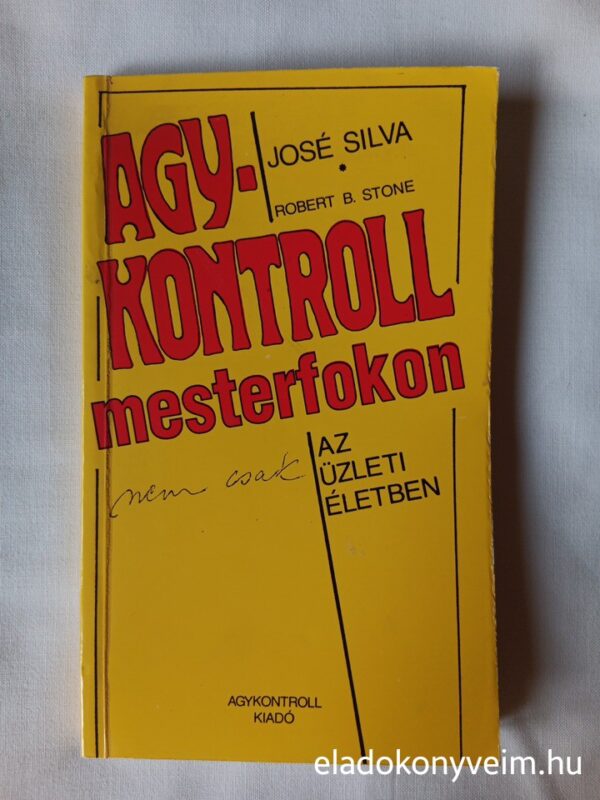 AGY-
KONTROLL
mesterfokon
JOSÉ SILVA
*
ROBERT B. STONE
nem csak
AZ
ÜZLETI
ÉLETBEN
AGYKONTROLL
KIADÓ
eladokonyveim.hu